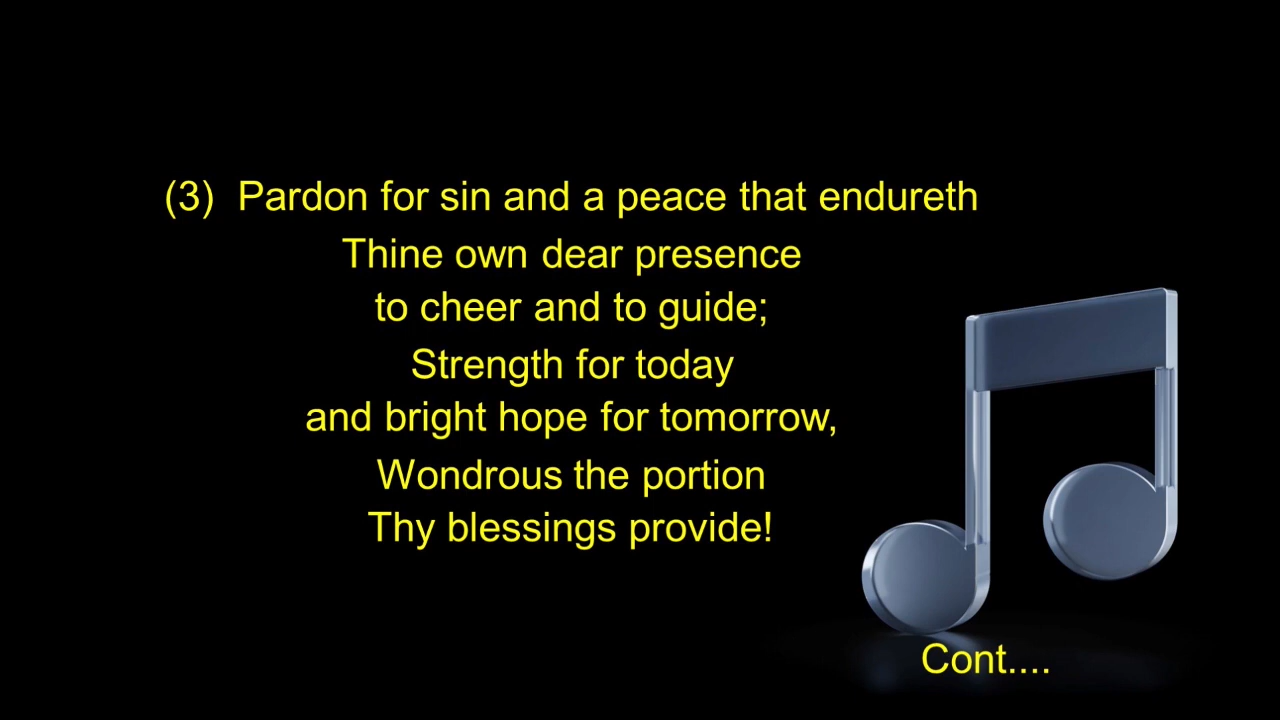 (3)  Pardon for sin and a peace that endureth
Thine own dear presence
to cheer and to guide;
Strength for today
and bright hope for tomorrow,
Wondrous the portion
Thy blessings provide!
Cont....